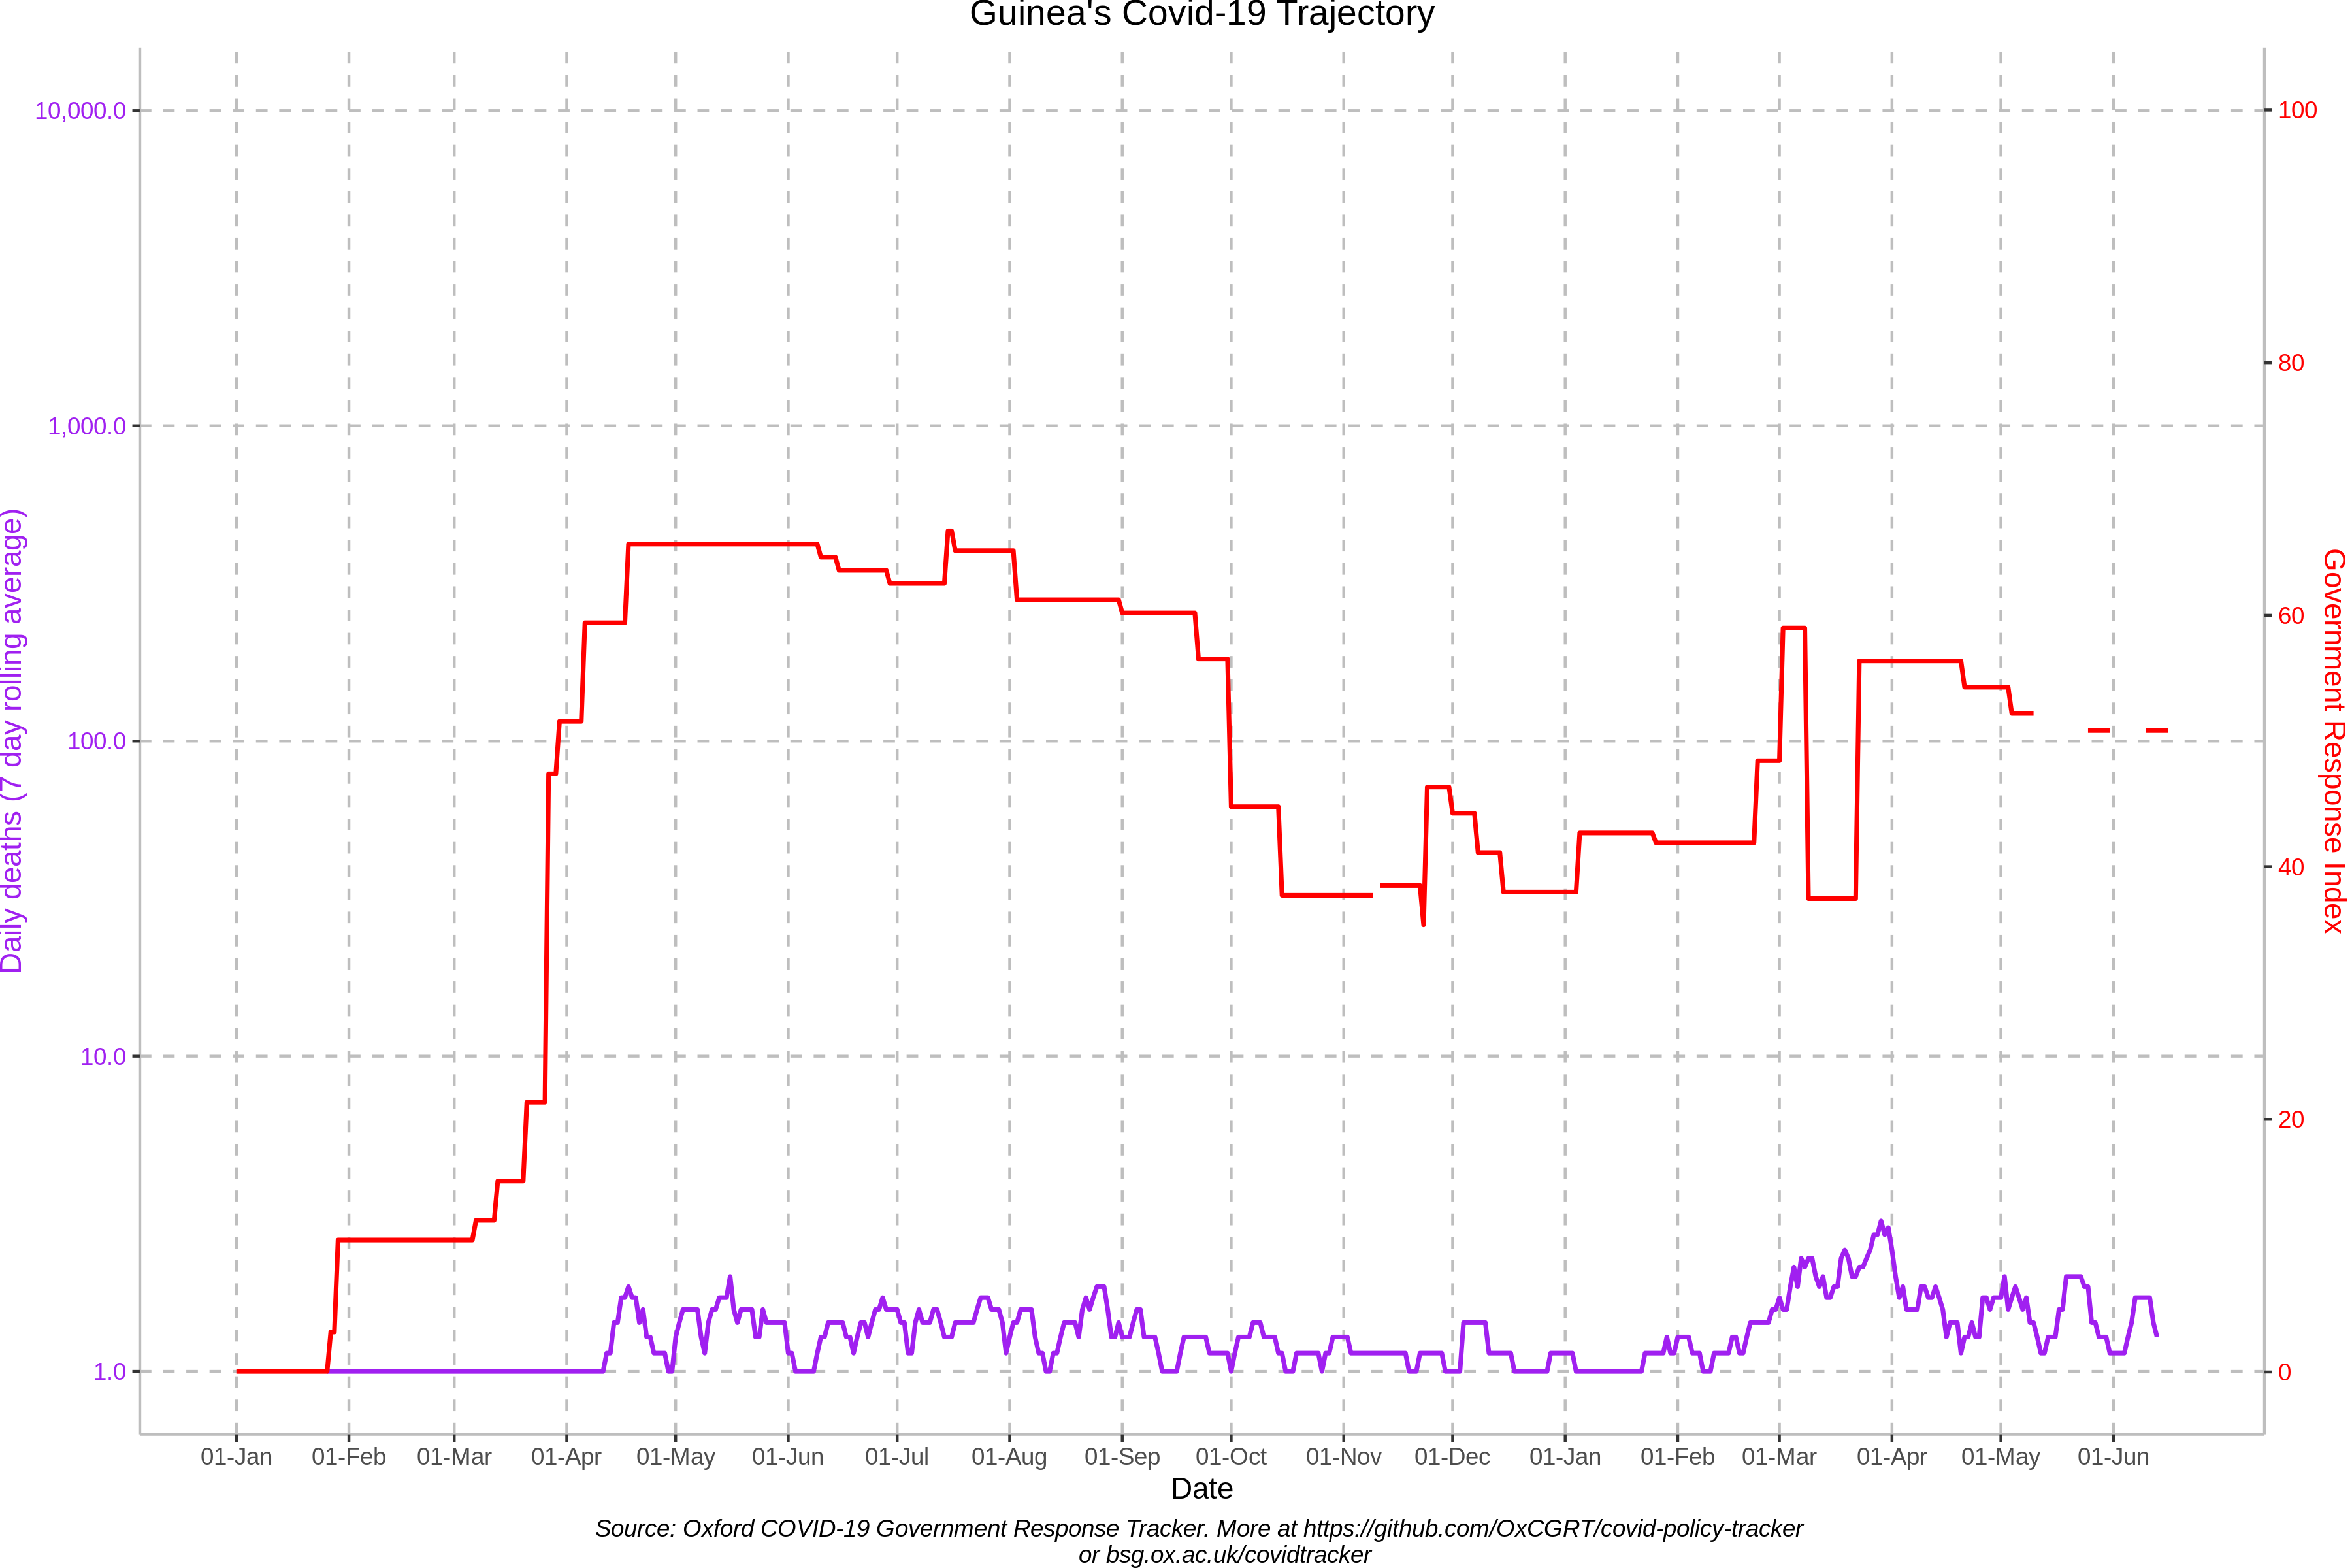 Guinea's Covid-19 Trajectory
10,000.0
1,000.0
100.0
10.0
1.0
Daily deaths (7 day rolling average)
100
80
60
40
20
0
Government Response Index
01-Jan 01-Feb 01-Mar 01-Apr 01-May 01-Jun 01-Jul 01-Aug 01-Sep 01-Oct 01-Nov 01-Dec 01-Jan 01-Feb 01-Mar 01-Apr 01-May 01-Jun
Date
Source: Oxford COVID-19 Government Response Tracker. More at https://github.com/OxCGRT/covid-policy-tracker
or bsg.ox.ac.uk/covidtracker